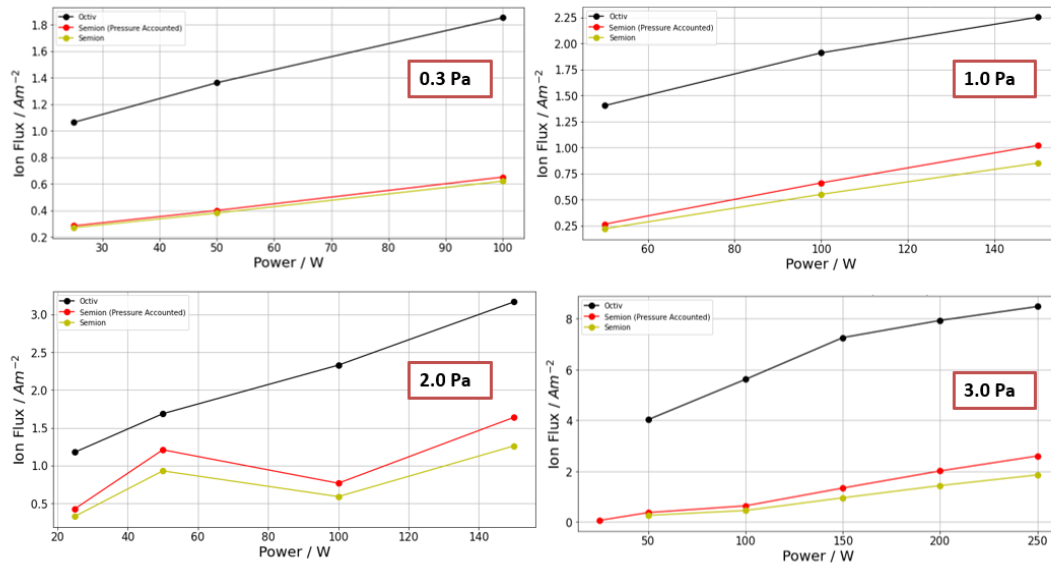 1.8
1.6
1.4
1.2
1.0
0.8
0.6
0.4
0.2
Ion Flux / Am⁻²
Octiv
Semion (Pressure Accounted)
Semion
0.3 Pa
30 40 50 60 70 80 90 100
Power / W
2.25
2.00
1.75
1.50
1.25
1.00
0.75
0.50
0.25
Ion Flux / Am⁻²
Octiv
Semion (Pressure Accounted)
Semion
1.0 Pa
60 80 100 120 140
Power / W
3.0
2.5
2.0
1.5
1.0
0.5
Ion Flux / Am⁻²
Octiv
Semion (Pressure Accounted)
Semion
2.0 Pa
20 40 60 80 100 120 140
Power / W
8
6
4
2
0
Ion Flux / Am⁻²
Octiv
Semion (Pressure Accounted)
Semion
3.0 Pa
50 100 150 200 250
Power / W